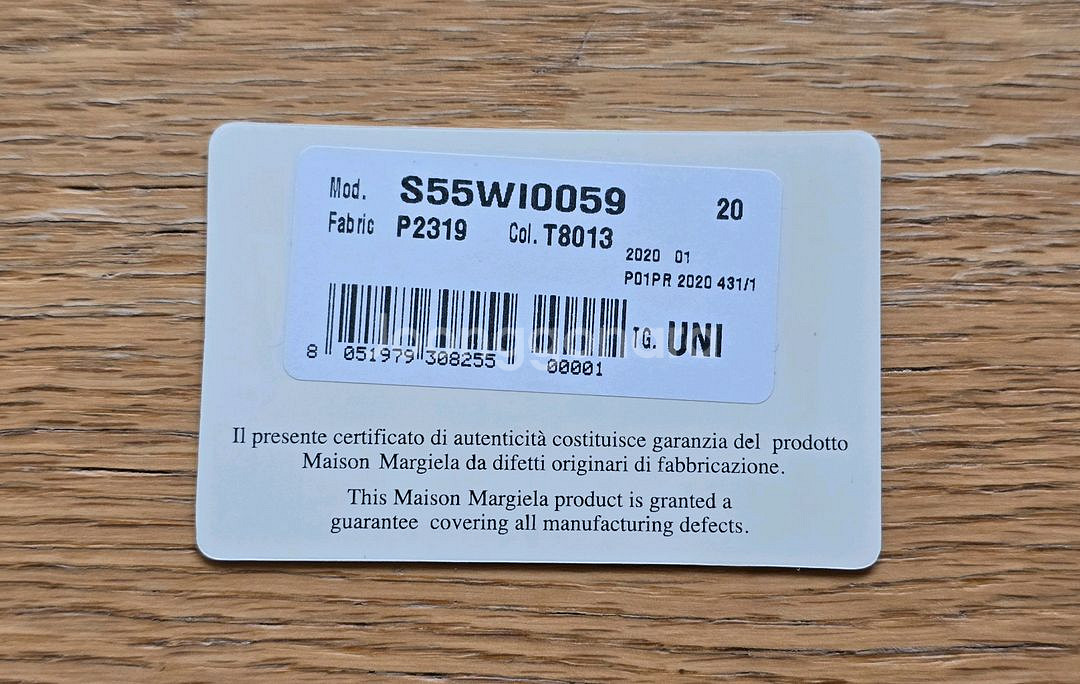 Mod. S55WI0059 20
Fabric P2319 Col. T8013
2020 01
P01PR 2020 431/1
TG. UNI
8 051979 308255 00001
Il presente certificato di autenticità costituisce garanzia del prodotto
Maison Margiela da difetti originari di fabbricazione.
This Maison Margiela product is granted a
guarantee covering all manufacturing defects.